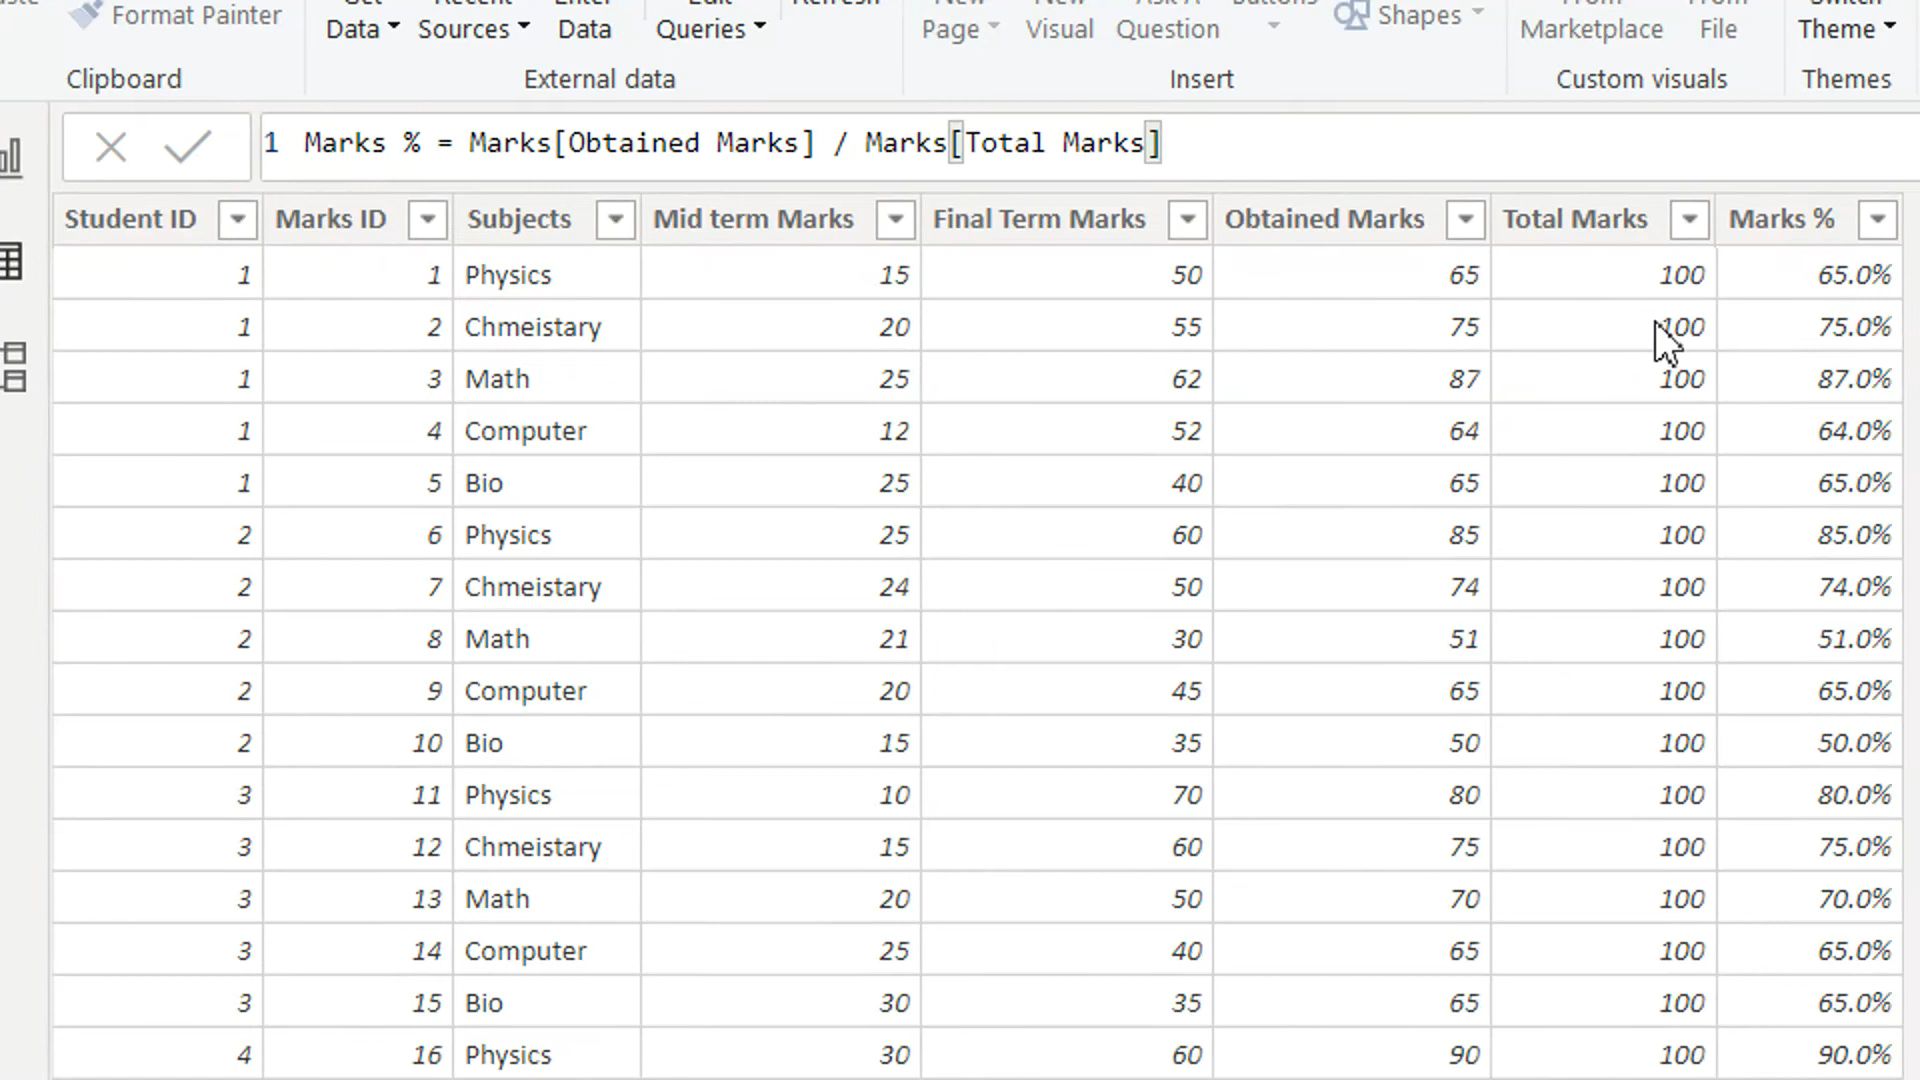 Format Painter
Data
Sources
Data
Queries
Page
Visual
Question
Shapes
Marketplace
File
Theme
Clipboard
External data
Insert
Custom visuals
Themes
1 Marks % = Marks[Obtained Marks] / Marks[Total Marks]
Student ID Marks ID Subjects Mid term Marks Final Term Marks Obtained Marks Total Marks Marks %
1 1 Physics 15 50 65 100 65.0%
1 2 Chmeistary 20 55 75 100 75.0%
1 3 Math 25 62 87 100 87.0%
1 4 Computer 12 52 64 100 64.0%
1 5 Bio 25 40 65 100 65.0%
2 6 Physics 25 60 85 100 85.0%
2 7 Chmeistary 24 50 74 100 74.0%
2 8 Math 21 30 51 100 51.0%
2 9 Computer 20 45 65 100 65.0%
2 10 Bio 15 35 50 100 50.0%
3 11 Physics 10 70 80 100 80.0%
3 12 Chmeistary 15 60 75 100 75.0%
3 13 Math 20 50 70 100 70.0%
3 14 Computer 25 40 65 100 65.0%
3 15 Bio 30 35 65 100 65.0%
4 16 Physics 30 60 90 100 90.0%